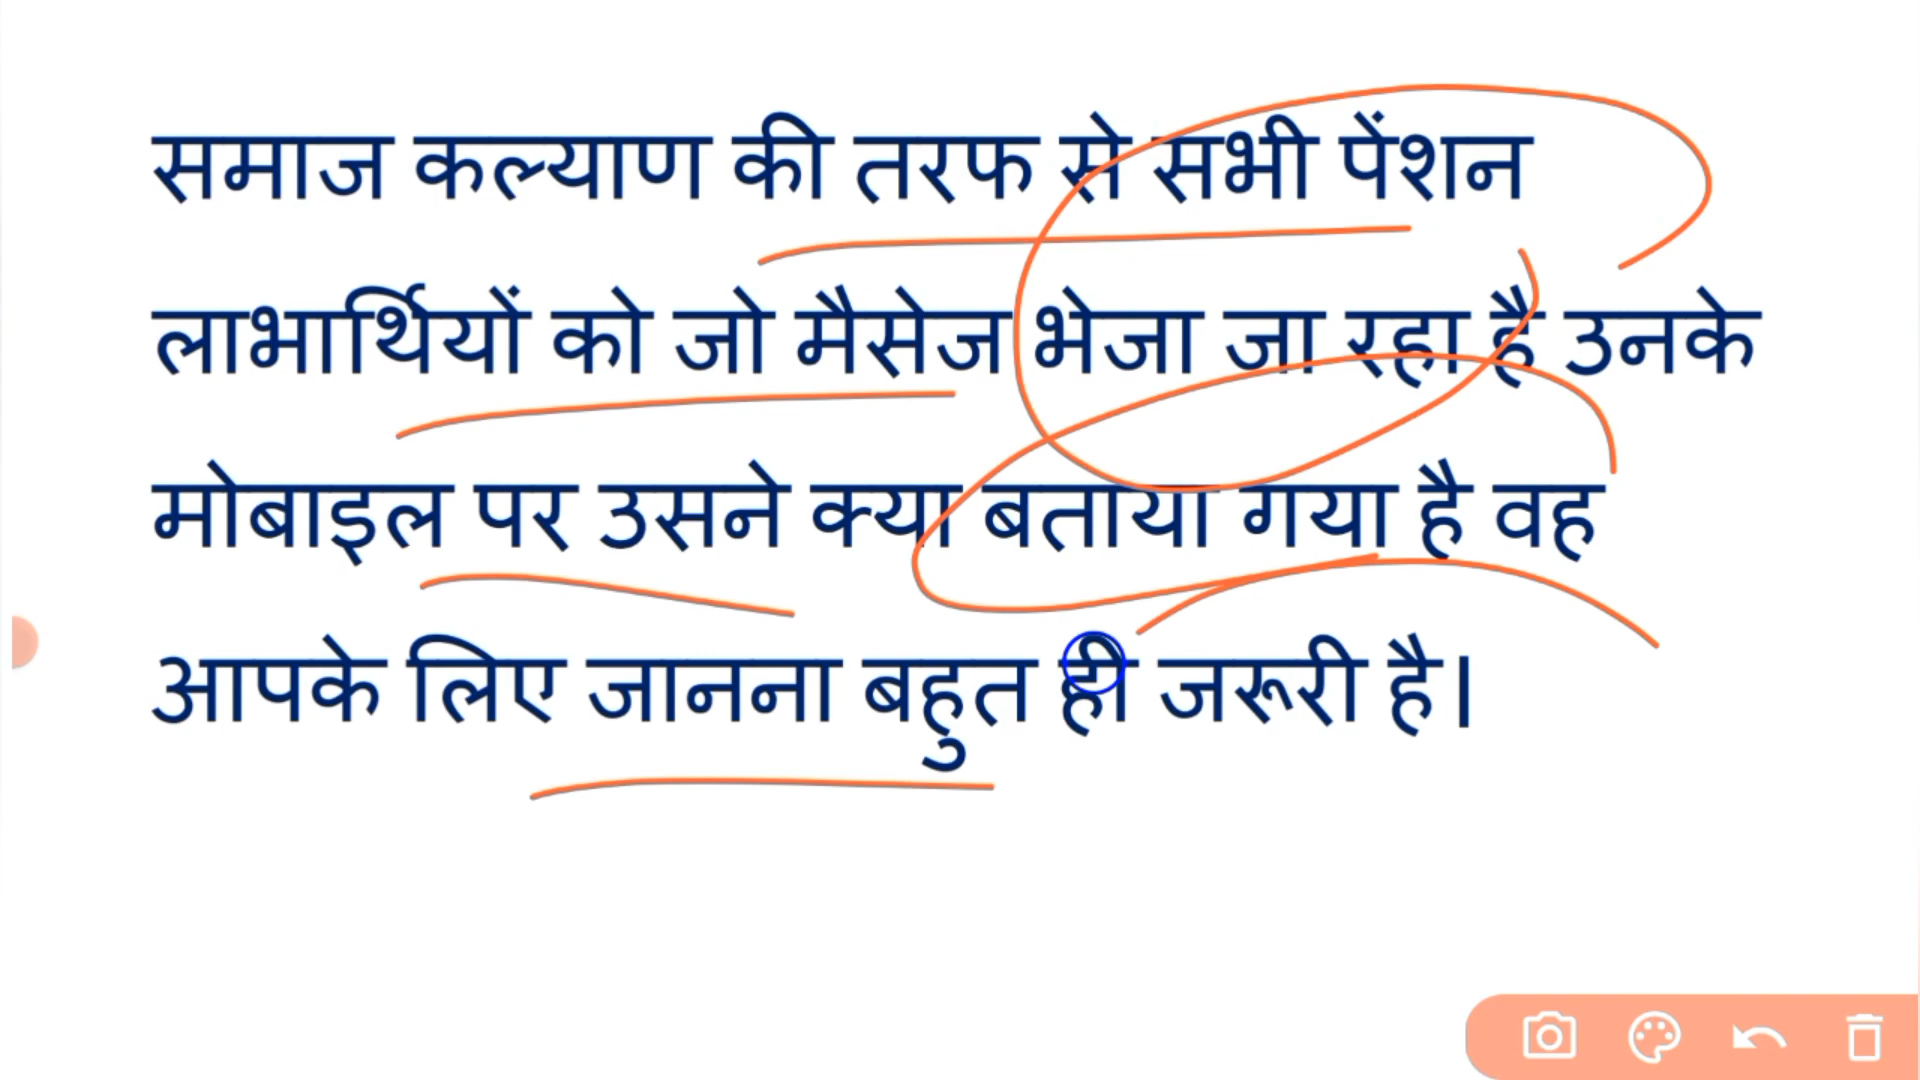 समाज कल्याण की तरफ से सभी पेंशन
लाभार्थियों को जो मैसेज भेजा जा रहा है उनके
मोबाइल पर उसने क्या बताया गया है वह
आपके लिए जानना बहुत ही जरूरी है।